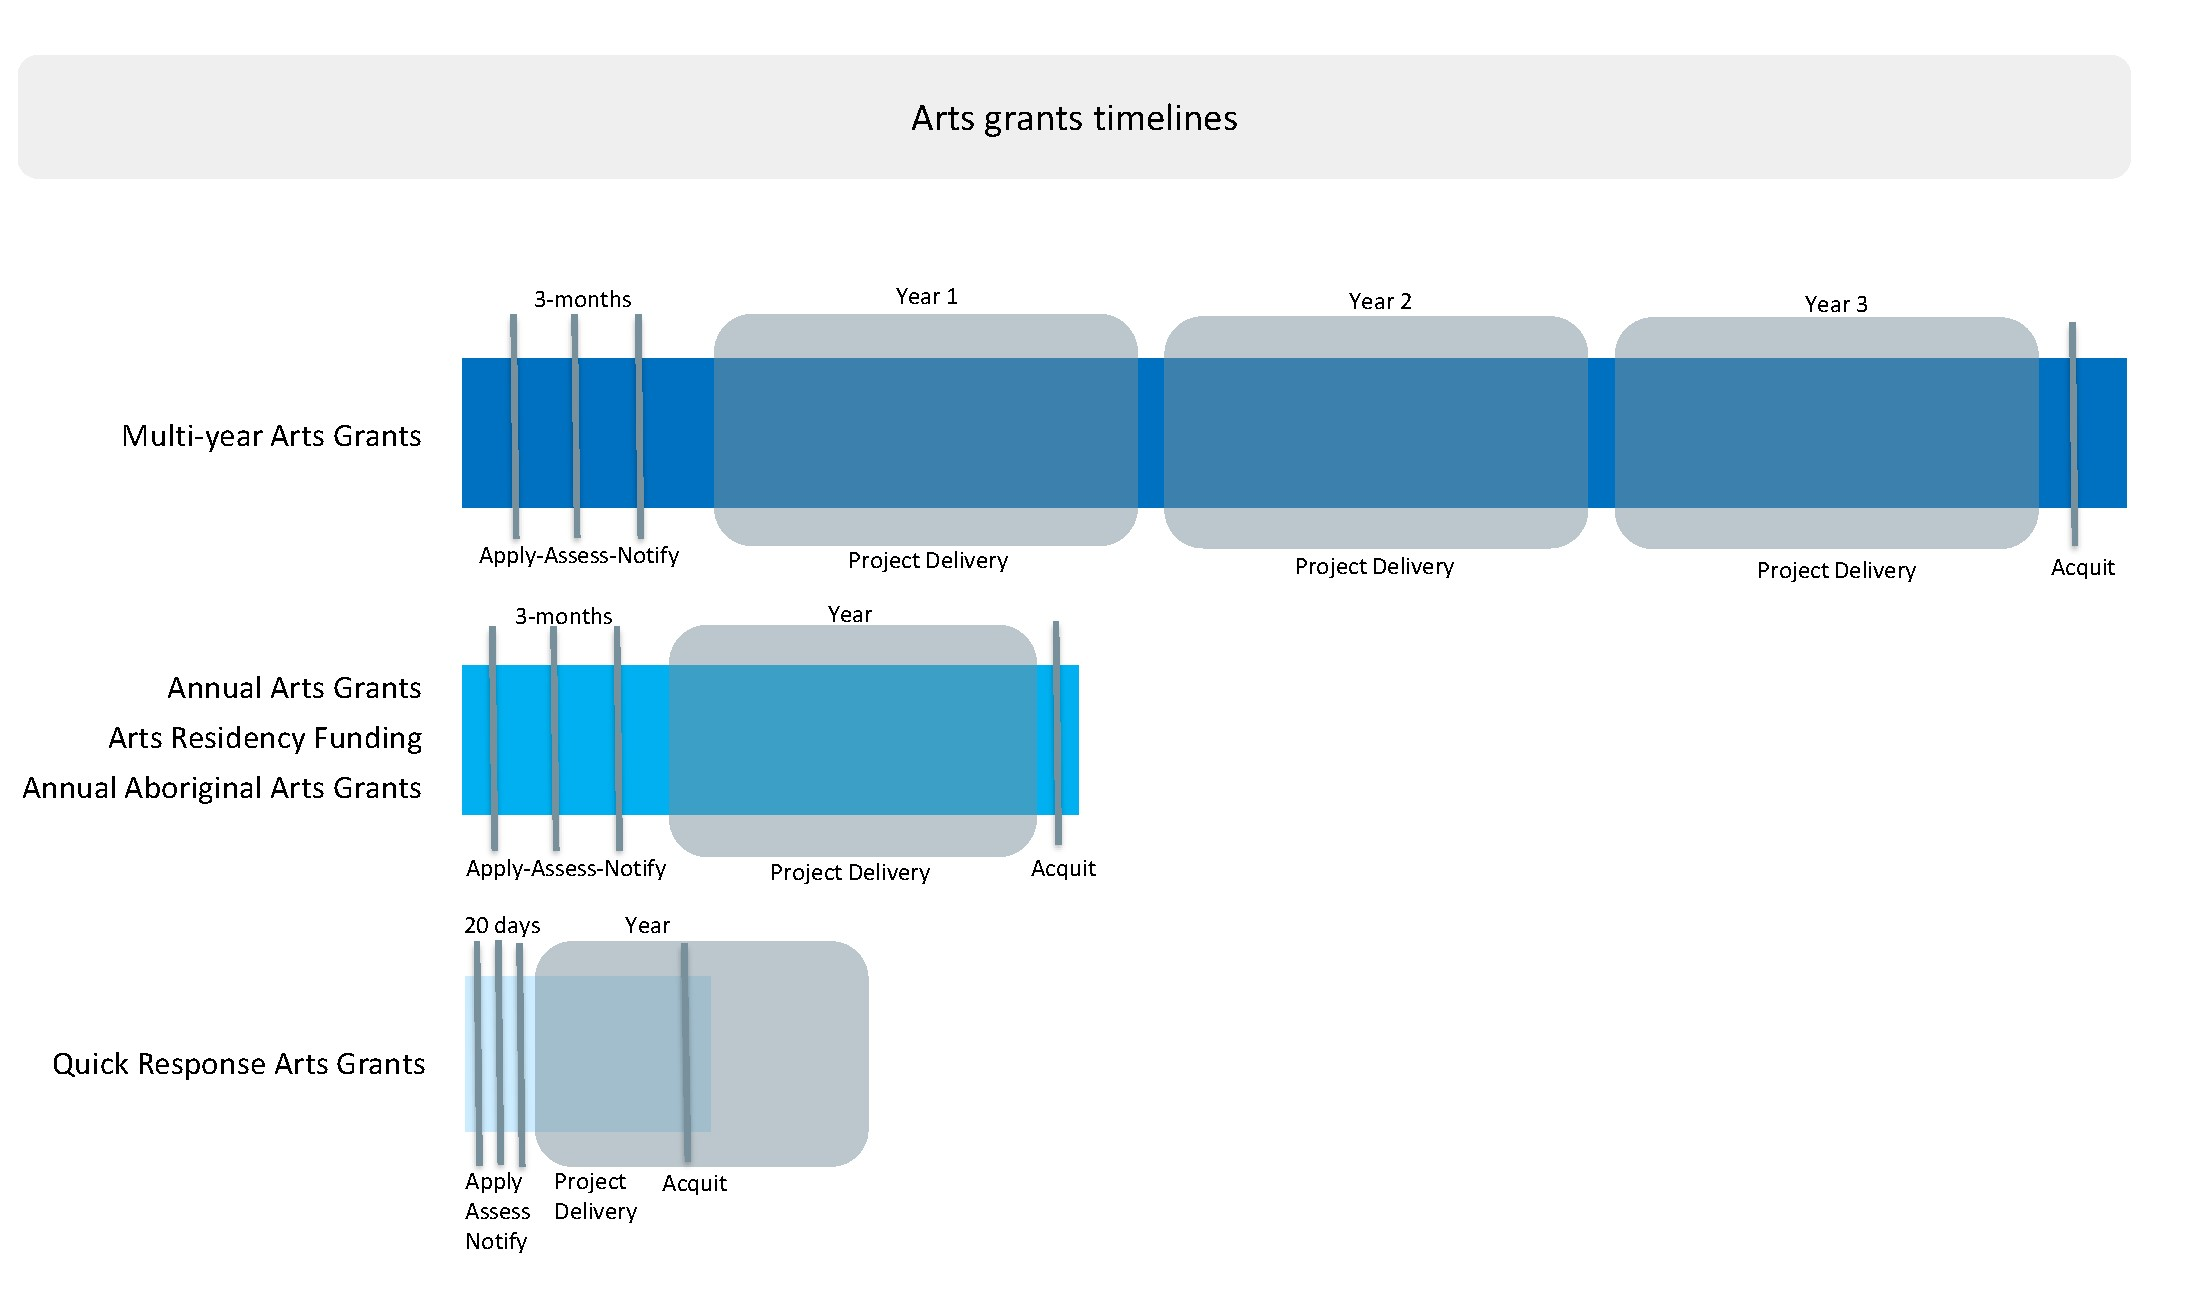 Arts grants timelines
3-months
Year 1
Year 2
Year 3
Multi-year Arts Grants
Apply-Assess-Notify
Project Delivery
Project Delivery
Project Delivery
Acquit
3-months
Year
Annual Arts Grants
Arts Residency Funding
Annual Aboriginal Arts Grants
Apply-Assess-Notify
Project Delivery
Acquit
20 days
Year
Quick Response Arts Grants
Apply
Assess
Notify
Project
Delivery
Acquit